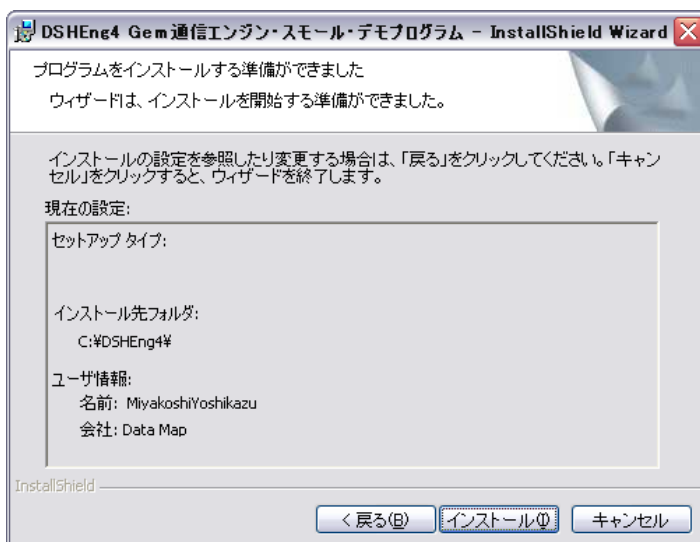 DSHEng4 Gem通信エンジン・スモール・デモプログラム - InstallShield Wizard
プログラムをインストールする準備ができました
ウィザードは、インストールを開始する準備ができました。
インストールの設定を参照したり変更する場合は、「戻る」をクリックしてください。「キャン
セル」をクリックすると、ウィザードを終了します。
現在の設定:
セットアップ タイプ:
インストール先フォルダ:
C:¥DSHEng4¥
ユーザ情報:
名前: MiyakoshiYoshikazu
会社: Data Map
InstallShield
< 戻る(B)
インストール(I)
キャンセル